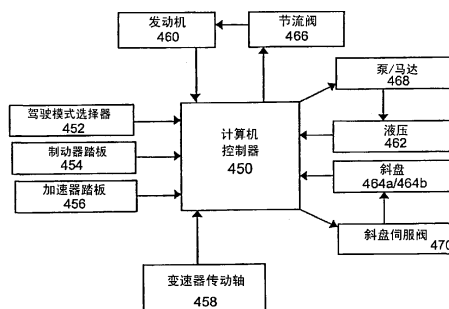 发动机
460
节流阀
466
泵/马达
468
驾驶模式选择器
452
液压
462
制动器踏板
454
计算机
控制器
450
斜盘
464a/464b
加速器踏板
456
斜盘伺服阀
470
变速器传动轴
458